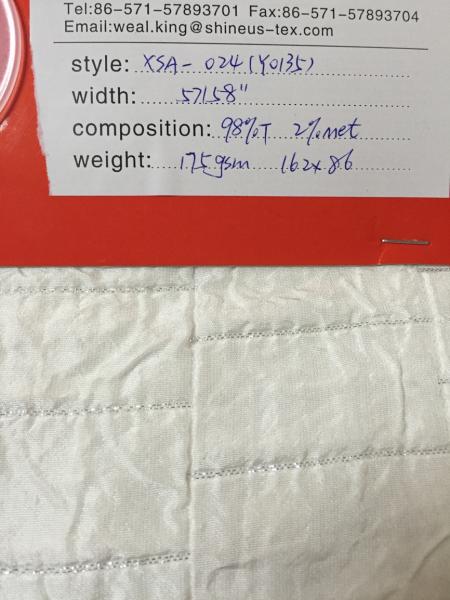 Tel:86-571-57893701 Fax:86-571-57893704
Email:weal.king@shineus-tex.com
style: XSA-024(Y0135)
width: 57/58"
composition: 98%T 2%met
weight: 175gsm 162x86